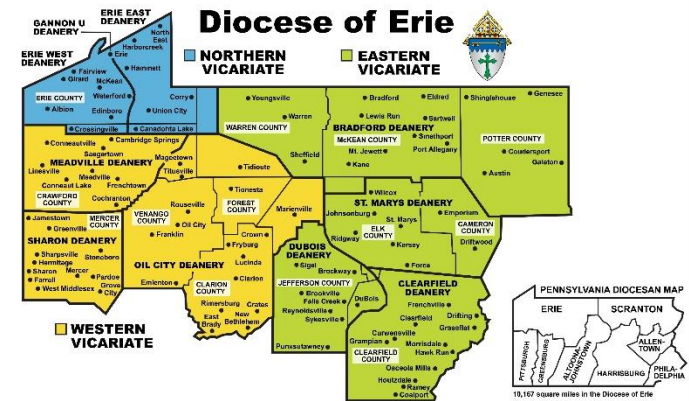 Diocese of Erie
NORTHERN
VICARIATE
EASTERN
VICARIATE
WESTERN
VICARIATE
GANNON U
DEANERY
ERIE EAST
DEANERY
ERIE WEST
DEANERY
North
East
Harborcreek
Erie
Fairview
Girard
McKean
Hammett
Waterford
ERIE COUNTY
Albion
Edinboro
Corry
Union City
Crossingville
Canadohta Lake
Conneautville
Cambridge Springs
Saegertown
Mageetown
MEADVILLE DEANERY
Linesville
Meadville
Titusville
Conneaut Lake
Frenchtown
CRAWFORD
COUNTY
Cochranton
Tidioute
Youngsville
Warren
WARREN COUNTY
Sheffield
Bradford
Eldred
Lewis Run
Sartwell
BRADFORD DEANERY
McKEAN COUNTY
Smethport
Mt. Jewett
Port Allegany
Kane
Shinglehouse
Genesee
POTTER
COUNTY
Coudersport
Galeton
Austin
Jamestown
MERCER
COUNTY
Greenville
SHARON DEANERY
Stoneboro
Sharpsville
Hermitage
Sharon
Mercer
Pardoe
Farrell
Grove
City
West Middlesex
Rouseville
VENANGO
COUNTY
Oil City
Franklin
Tionesta
FOREST
COUNTY
Marienville
Crown
Fryburg
OIL CITY DEANERY
Lucinda
Emlenton
CLARION
COUNTY
Clarion
Rimersburg
Crates
East
Brady
New
Bethlehem
Wilcox
ST. MARYS DEANERY
Johnsonburg
St. Marys
Emporium
ELK
COUNTY
CAMERON
COUNTY
Ridgway
Kersey
Driftwood
Force
DUBOIS
DEANERY
Sigel
Brockway
JEFFERSON COUNTY
Brookville
Falls Creek
DuBois
Reynoldsville
Sykesville
Punxsutawney
CLEARFIELD
DEANERY
Frenchville
Clearfield
Drifting
Curwensville
Grassflat
Grampian
Morrisdale
CLEARFIELD
COUNTY
Hawk Run
Osceola Mills
Houtzdale
Ramey
Coalport
PENNSYLVANIA DIOCESAN MAP
ERIE
SCRANTON
PITTSBURGH
GREENSBURG
ALTOONA-
JOHNSTOWN
HARRISBURG
ALLEN-
TOWN
PHILA-
DELPHIA
10,167 square miles in the Diocese of Erie